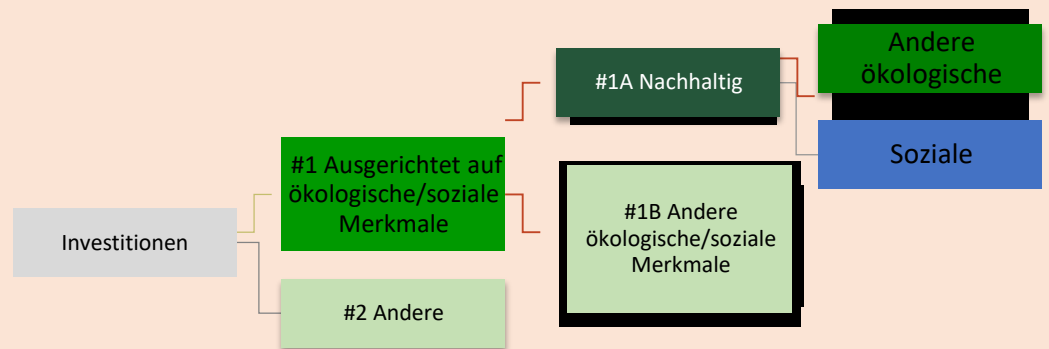 Investitionen
#1 Ausgerichtet auf
ökologische/soziale
Merkmale
#2 Andere
#1A Nachhaltig
#1B Andere
ökologische/soziale
Merkmale
Andere
ökologische
Soziale